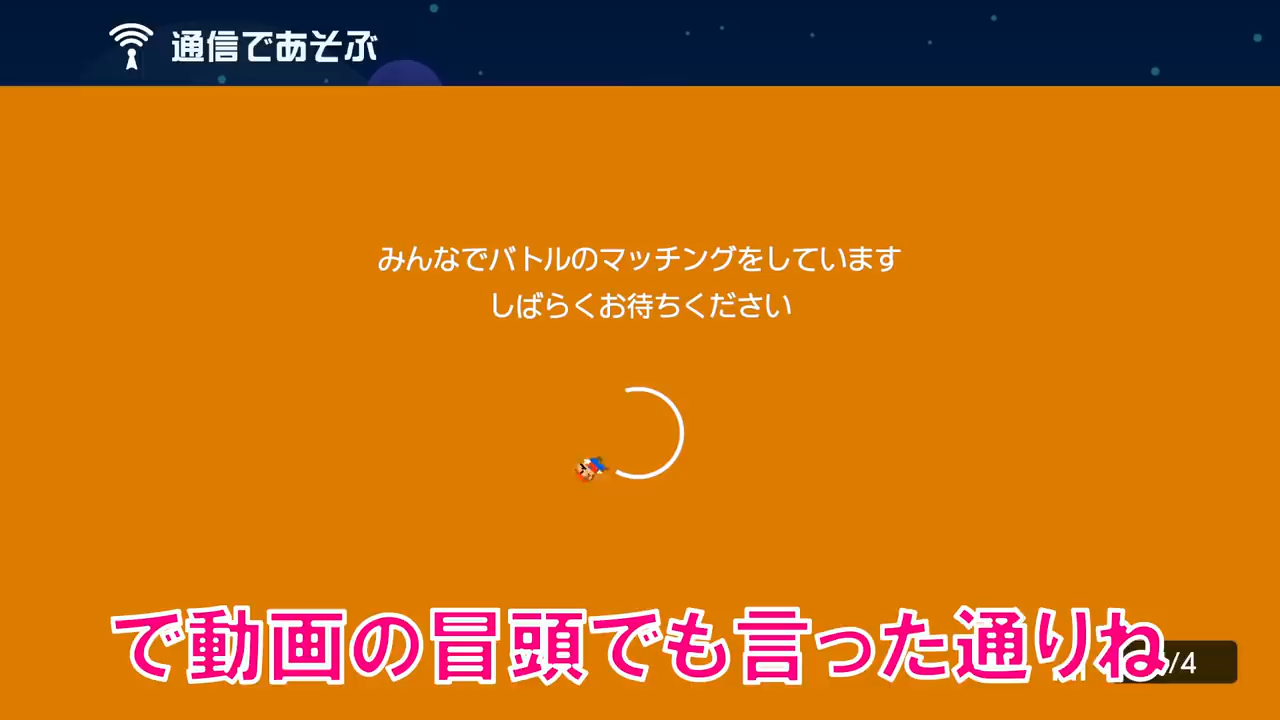 通信であそぶ
みんなでバトルのマッチングをしています
しばらくお待ちください
で動画の冒頭でも言った通りね
/4